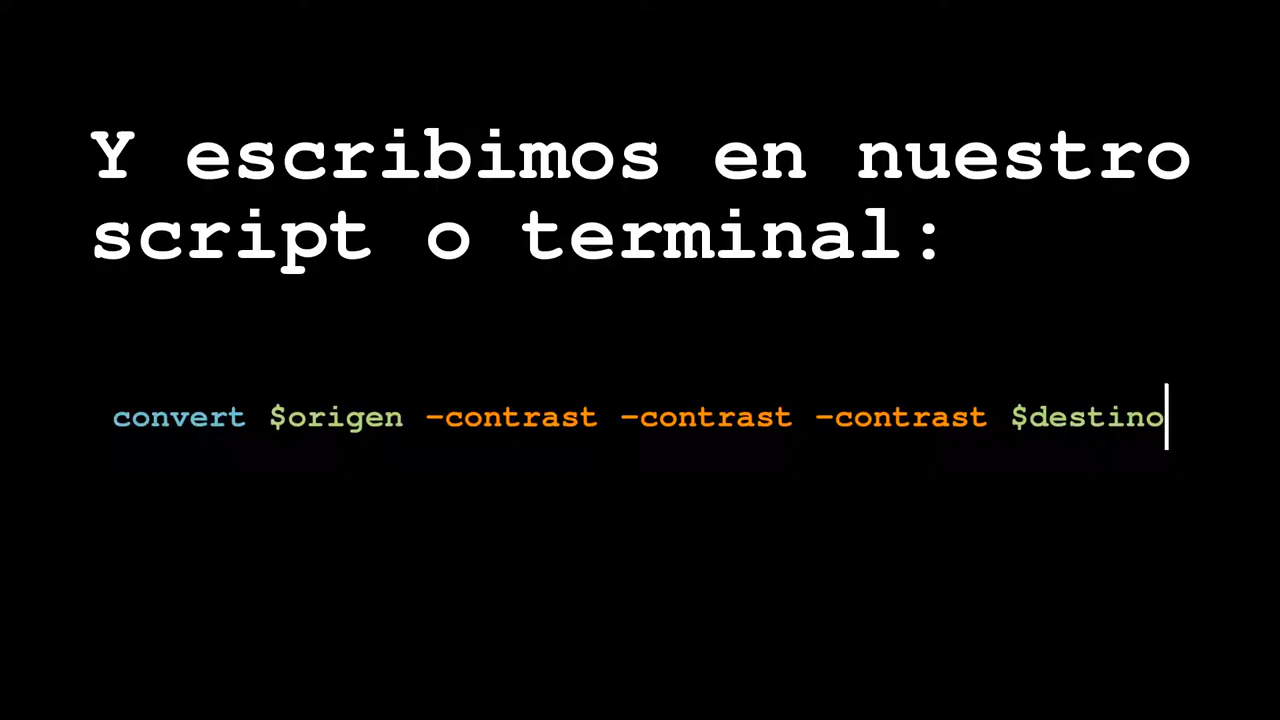 Y escribimos en nuestro
script o terminal:
convert $origen -contrast -contrast -contrast $destino